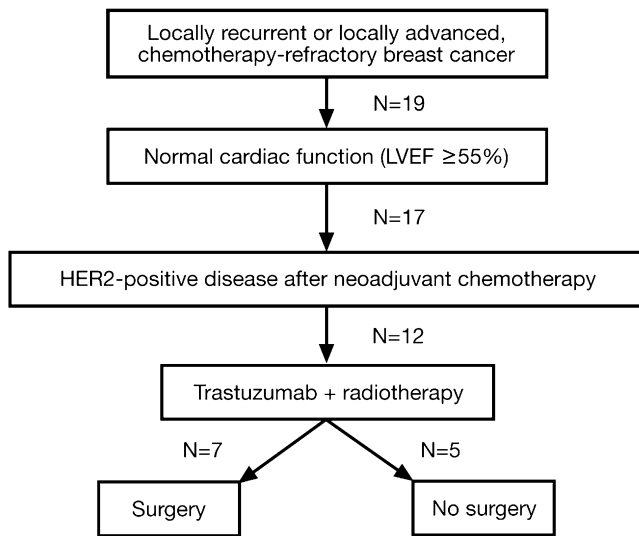 Locally recurrent or locally advanced,
chemotherapy-refractory breast cancer
N=19
Normal cardiac function (LVEF ≥55%)
N=17
HER2-positive disease after neoadjuvant chemotherapy
N=12
Trastuzumab + radiotherapy
N=7
N=5
Surgery
No surgery